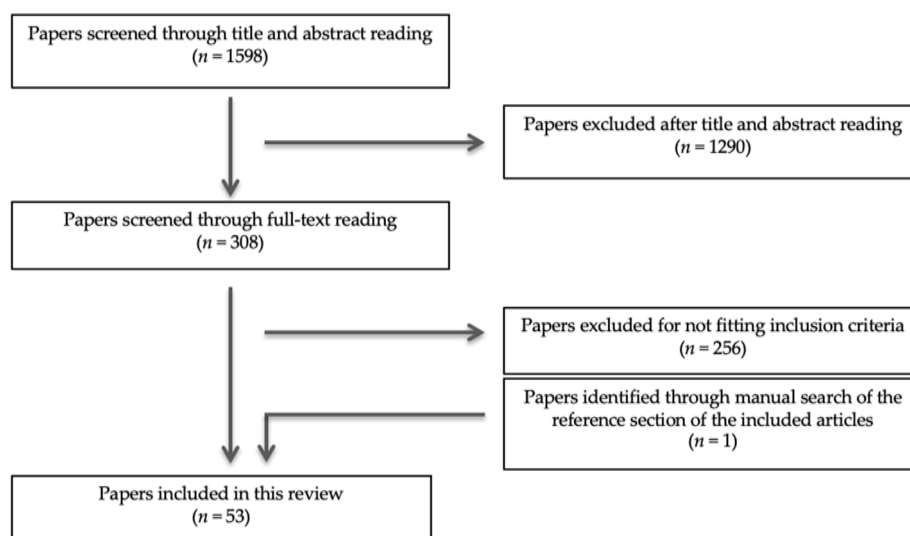 Papers screened through title and abstract reading
(n = 1598)
Papers excluded after title and abstract reading
(n = 1290)
Papers screened through full-text reading
(n = 308)
Papers excluded for not fitting inclusion criteria
(n = 256)
Papers identified through manual search of the
reference section of the included articles
(n = 1)
Papers included in this review
(n = 53)